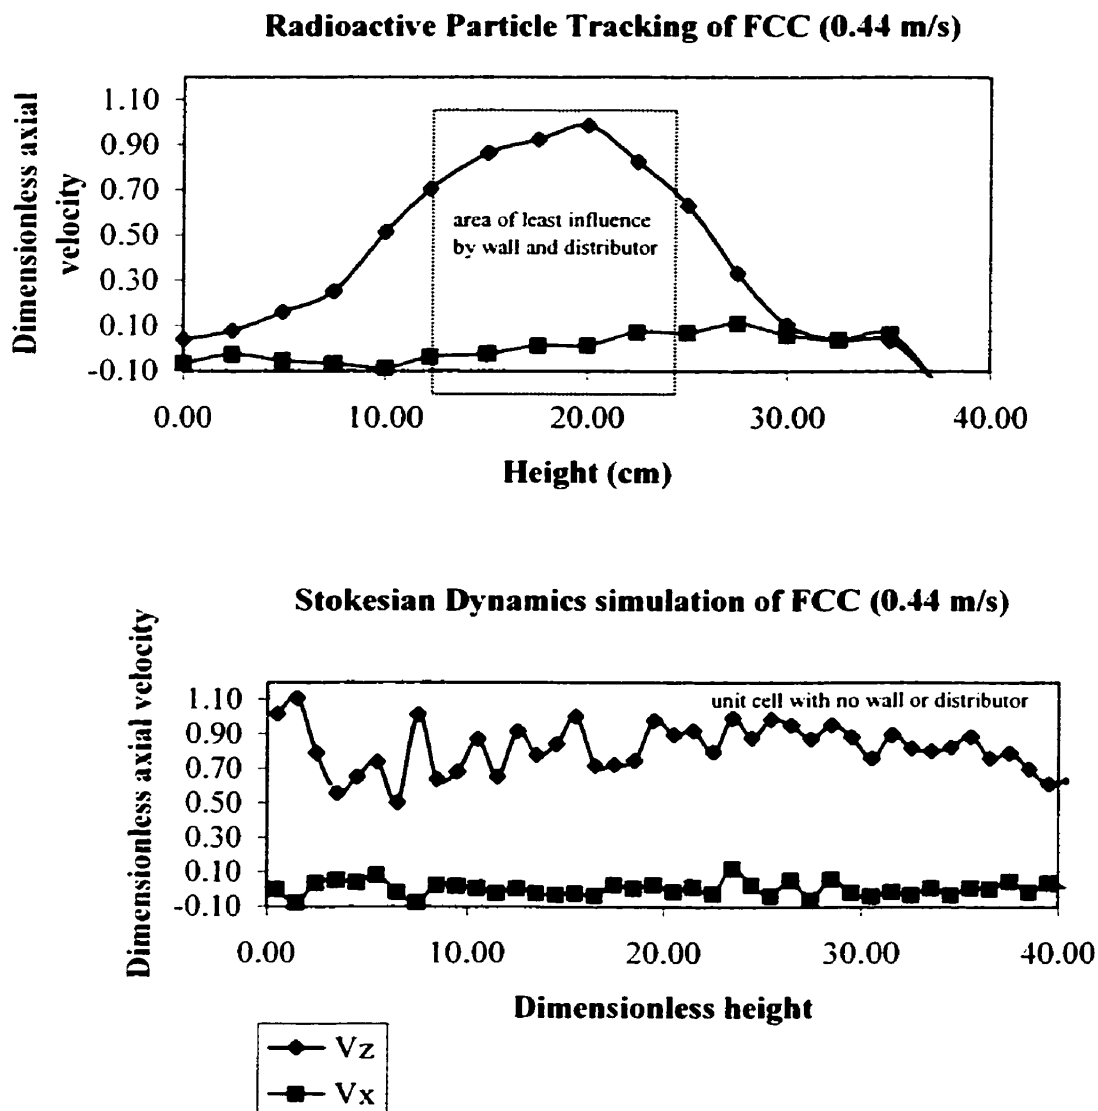 Radioactive Particle Tracking of FCC (0.44 m/s)
Dimensionless axial
velocity
1.10
0.90
0.70
0.50
0.30
0.10
-0.10
area of least influence
by wall and distributor
0.00 10.00 20.00 30.00 40.00
Height (cm)
Stokesian Dynamics simulation of FCC (0.44 m/s)
Dimensionless axial velocity
1.10
0.90
0.70
0.50
0.30
0.10
-0.10
unit cell with no wall or distributor
0.00 10.00 20.00 30.00 40.00
Dimensionless height
Vz
Vx